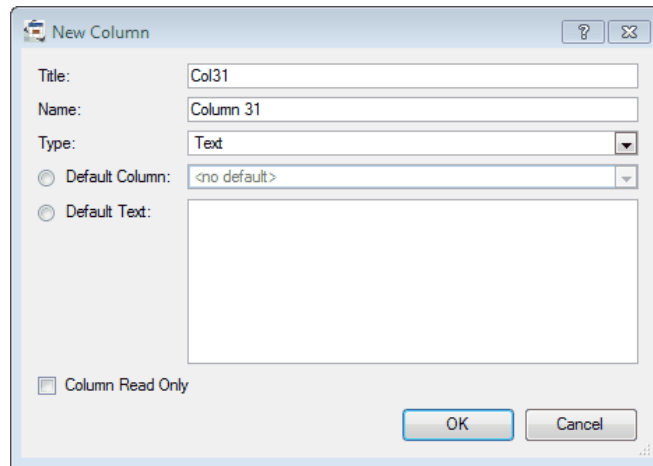 New Column
Title: Col31
Name: Column 31
Type: Text
Default Column: <no default>
Default Text:
Column Read Only
OK Cancel